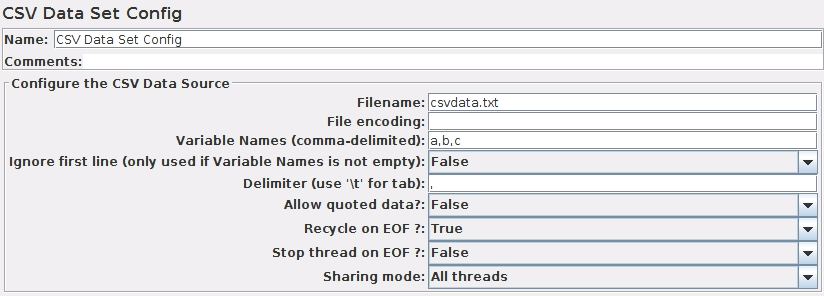 CSV Data Set Config
Name: CSV Data Set Config
Comments:
Configure the CSV Data Source
Filename: csvdata.txt
File encoding:
Variable Names (comma-delimited): a,b,c
Ignore first line (only used if Variable Names is not empty): False
Delimiter (use '\t' for tab): ,
Allow quoted data?: False
Recycle on EOF ?: True
Stop thread on EOF ?: False
Sharing mode: All threads